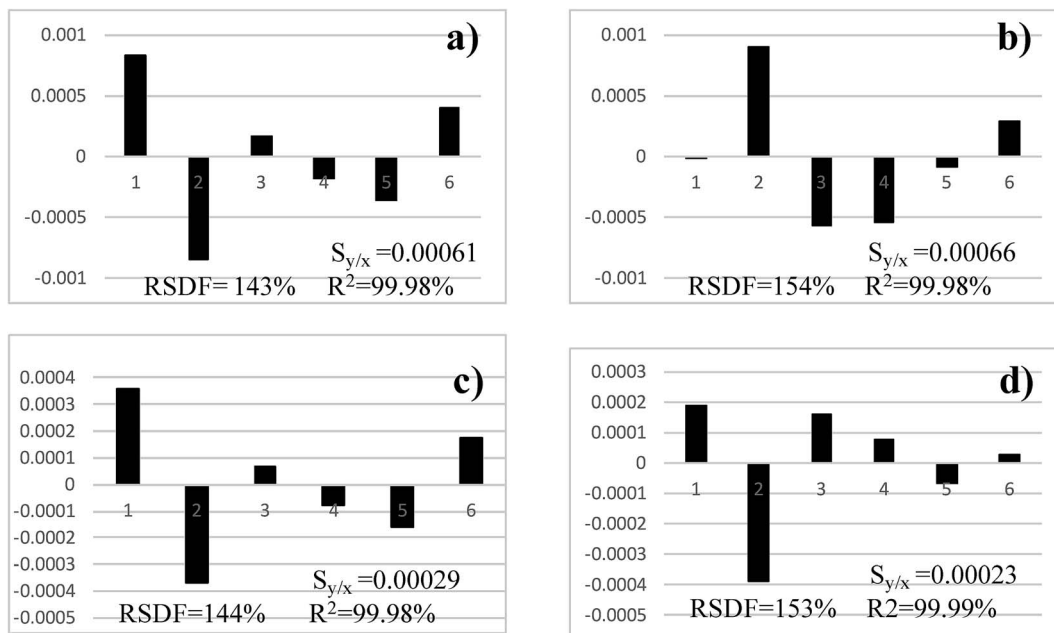 a)
0.001
0.0005
0
-0.0005
-0.001
1 2 3 4 5 6
S_y/x =0.00061
RSDF= 143% R²=99.98%
b)
0.001
0.0005
0
-0.0005
-0.001
1 2 3 4 5 6
S_y/x =0.00066
RSDF=154% R²=99.98%
c)
0.0004
0.0003
0.0002
0.0001
0
-0.0001
-0.0002
-0.0003
-0.0004
-0.0005
1 2 3 4 5 6
S_y/x =0.00029
RSDF=144% R²=99.98%
d)
0.0003
0.0002
0.0001
0
-0.0001
-0.0002
-0.0003
-0.0004
-0.0005
1 2 3 4 5 6
S_y/x =0.00023
RSDF=153% R2=99.99%